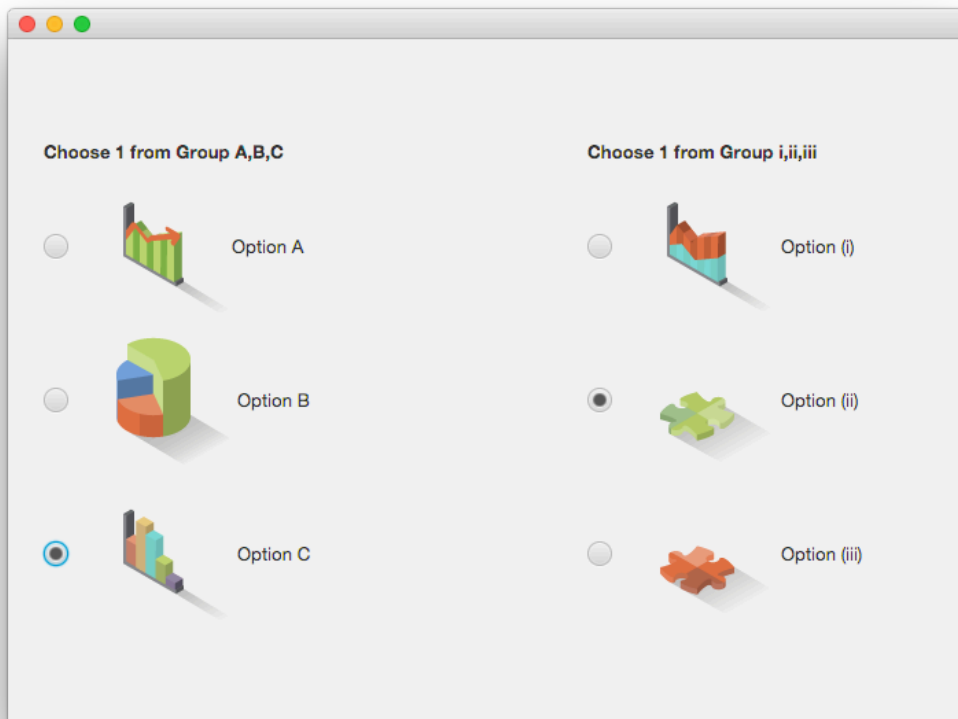 Choose 1 from Group A,B,C
Option A
Option B
Option C
Choose 1 from Group i,ii,iii
Option (i)
Option (ii)
Option (iii)